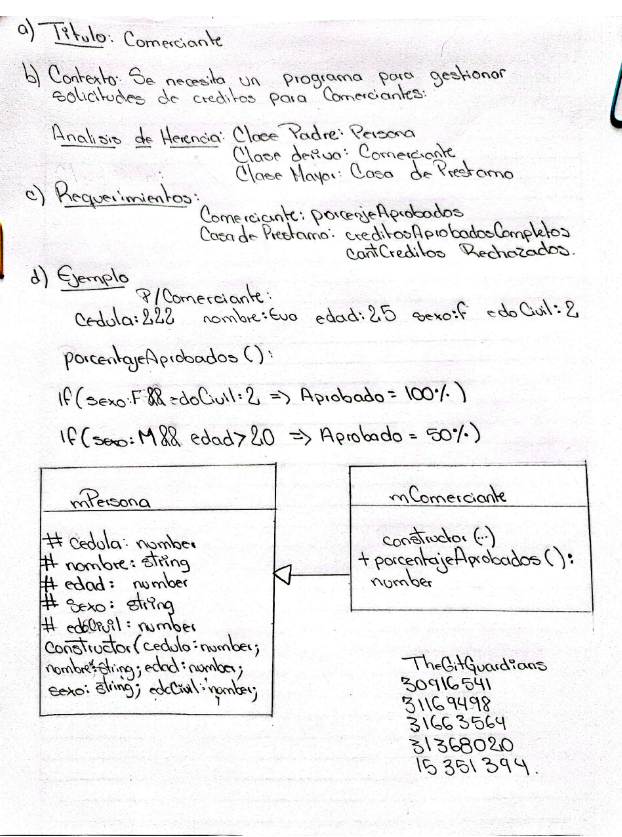 a) Titulo: Comerciante
b) Contexto: Se necesita un programa para gestionar
solicitudes de creditos para Comerciantes:
Analisis de Herencia: Clase Padre: Persona
Clase deriva: Comerciante
Clase Mayor: Casa de Prestamo
c) Requerimientos:
Comerciante: porcenjeAprobados
Casa de Prestamo: creditosAprobadosCompletos
cantCreditos Rechazados.
d) Ejemplo
P/Comerciante:
Cedula:222 nombre:Eva edad:25 sexo:f edoCivil:2
porcentajeAprobados():
If(sexo:F && edoCivil:2 => Aprobado = 100%)
If(sexo:M && edad>20 => Aprobado = 50%)
mPersona
# Cedula: number
# nombre: string
# edad: number
# Sexo: string
# edoCivil: number
constructor(cedula:number;
nombre:string; edad:number;
sexo: string; edoCivil:number;
mComerciante
constructor (..)
+ porcentajeAprobados():
number
TheGitGuardians
30916541
31169498
31663564
31368020
15351394.